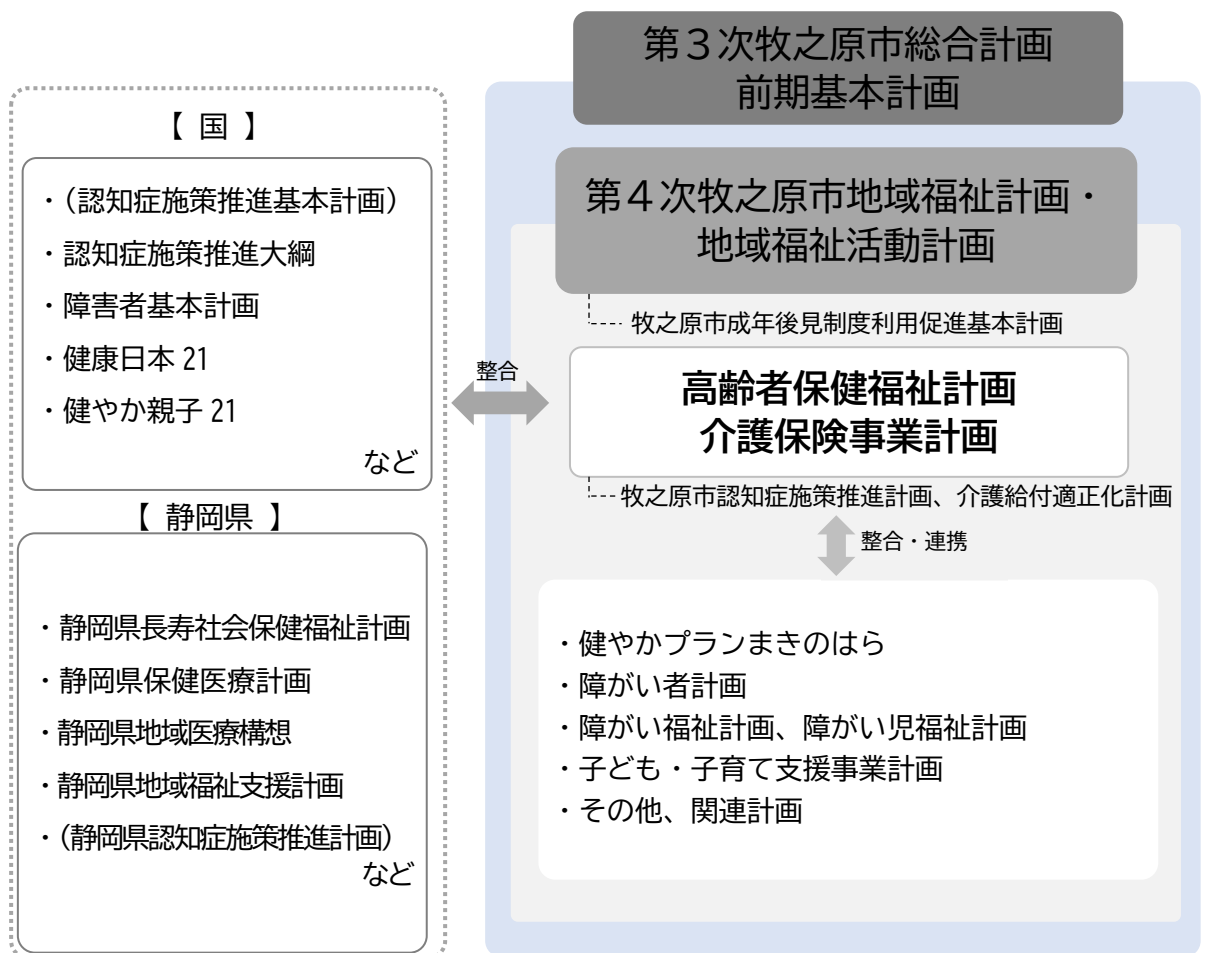 【 国 】
・（認知症施策推進基本計画）
・認知症施策推進大綱
・障害者基本計画
・健康日本 21
・健やか親子 21
など
【 静岡県 】
・静岡県長寿社会保健福祉計画
・静岡県保健医療計画
・静岡県地域医療構想
・静岡県地域福祉支援計画
・（静岡県認知症施策推進計画）
など
整合
第３次牧之原市総合計画
前期基本計画
第４次牧之原市地域福祉計画・
地域福祉活動計画
牧之原市成年後見制度利用促進基本計画
高齢者保健福祉計画
介護保険事業計画
牧之原市認知症施策推進計画、介護給付適正化計画
整合・連携
・健やかプランまきのはら
・障がい者計画
・障がい福祉計画、障がい児福祉計画
・子ども・子育て支援事業計画
・その他、関連計画